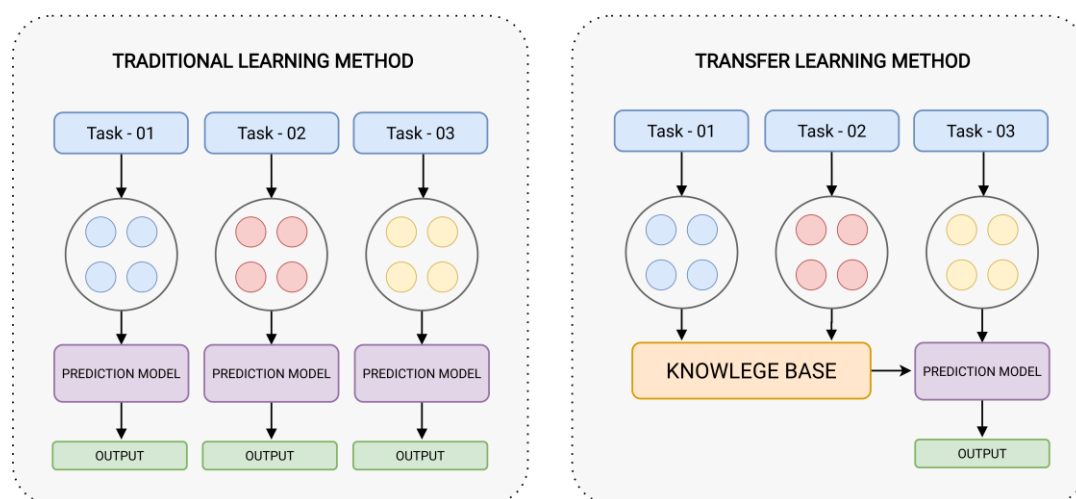 TRADITIONAL LEARNING METHOD
Task - 01
Task - 02
Task - 03
PREDICTION MODEL
PREDICTION MODEL
PREDICTION MODEL
OUTPUT
OUTPUT
OUTPUT
TRANSFER LEARNING METHOD
Task - 01
Task - 02
Task - 03
KNOWLEGE BASE
PREDICTION MODEL
OUTPUT